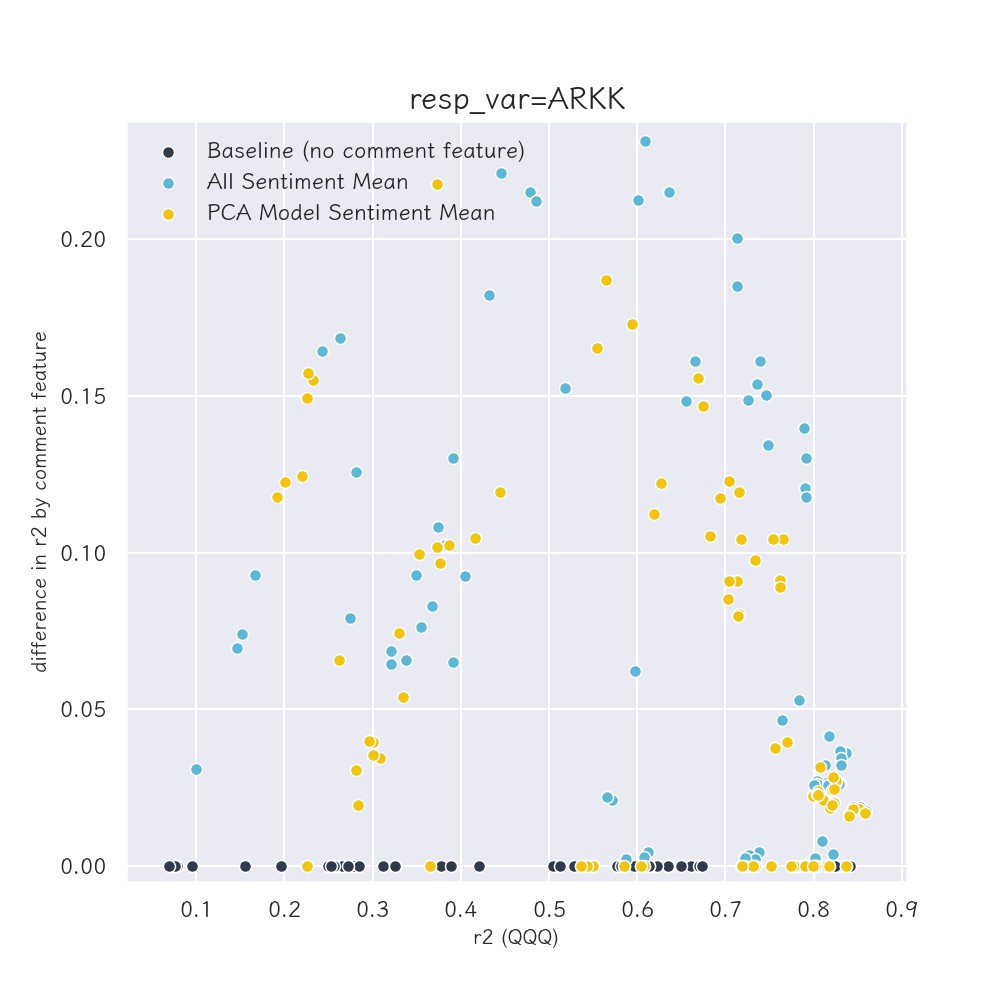 resp_var=ARKK
Baseline (no comment feature)
All Sentiment Mean
PCA Model Sentiment Mean
difference in r2 by comment feature
0.20
0.15
0.10
0.05
0.00
0.1 0.2 0.3 0.4 0.5 0.6 0.7 0.8 0.9
r2 (QQQ)